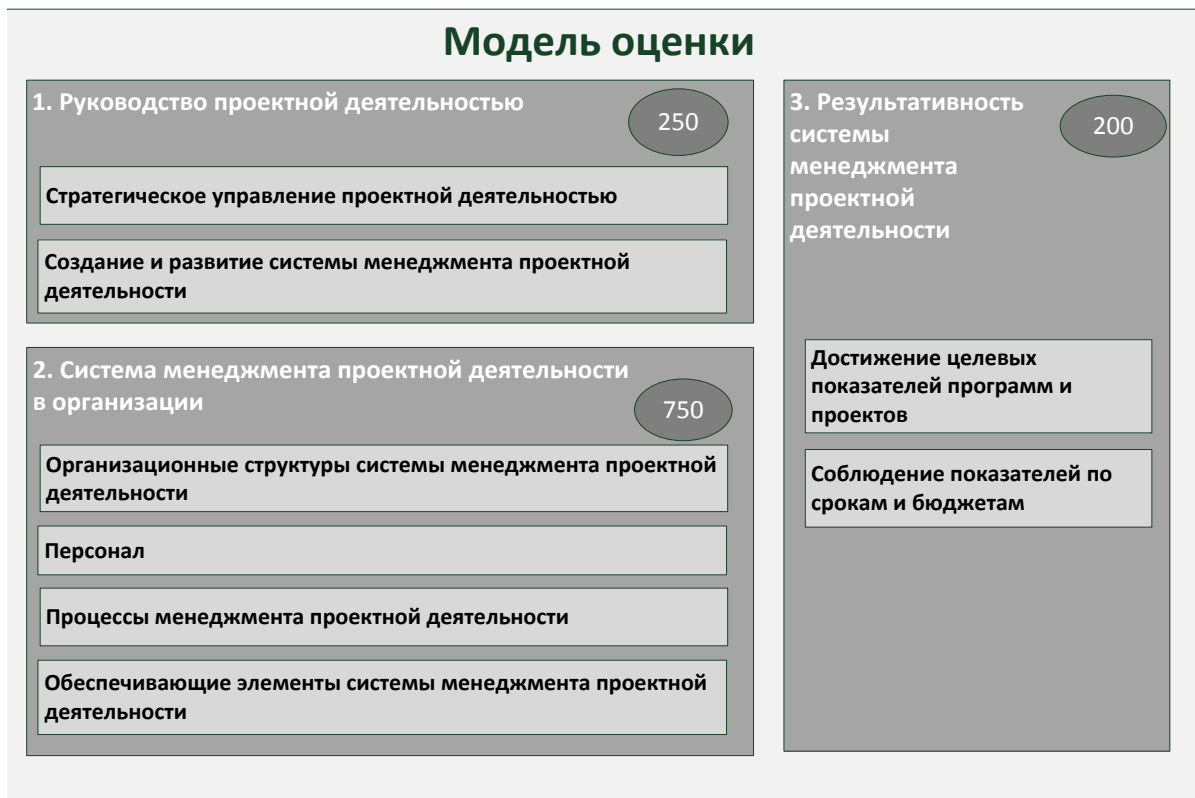 Модель оценки
1. Руководство проектной деятельностью
250
Стратегическое управление проектной деятельностью
Создание и развитие системы менеджмента проектной
деятельности
2. Система менеджмента проектной деятельности
в организации
750
Организационные структуры системы менеджмента проектной
деятельности
Персонал
Процессы менеджмента проектной деятельности
Обеспечивающие элементы системы менеджмента проектной
деятельности
3. Результативность
системы
менеджмента
проектной
деятельности
200
Достижение целевых
показателей программ и
проектов
Соблюдение показателей по
срокам и бюджетам